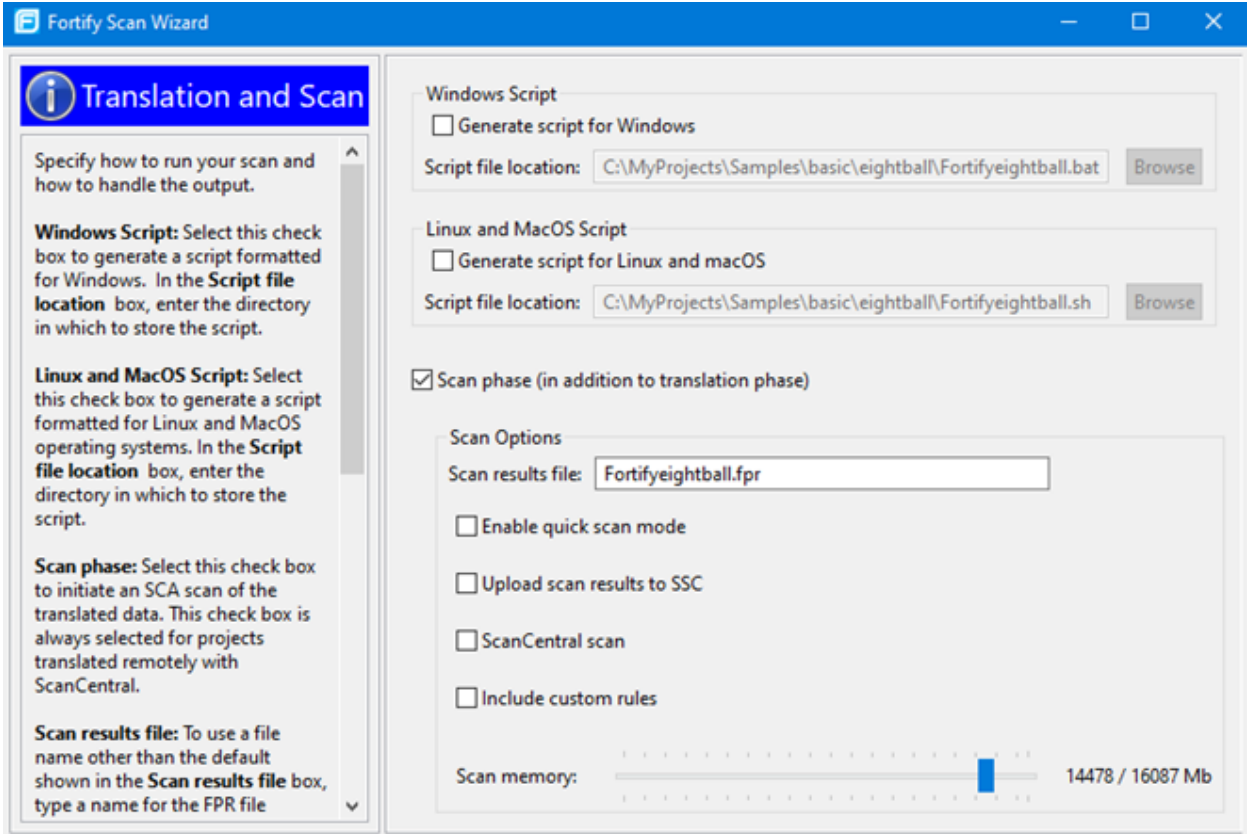 Fortify Scan Wizard
Translation and Scan
Specify how to run your scan and
how to handle the output.
Windows Script: Select this check
box to generate a script formatted
for Windows.  In the Script file
location  box, enter the directory
in which to store the script.
Linux and MacOS Script: Select
this check box to generate a script
formatted for Linux and MacOS
operating systems. In the Script
file location  box, enter the
directory in which to store the
script.
Scan phase: Select this check box
to initiate an SCA scan of the
translated data. This check box is
always selected for projects
translated remotely with
ScanCentral.
Scan results file: To use a file
name other than the default
shown in the Scan results file box,
type a name for the FPR file
Windows Script
Generate script for Windows
Script file location: C:\MyProjects\Samples\basic\eightball\Fortifyeightball.bat Browse
Linux and MacOS Script
Generate script for Linux and macOS
Script file location: C:\MyProjects\Samples\basic\eightball\Fortifyeightball.sh Browse
Scan phase (in addition to translation phase)
Scan Options
Scan results file: Fortifyeightball.fpr
Enable quick scan mode
Upload scan results to SSC
ScanCentral scan
Include custom rules
Scan memory: 14478 / 16087 Mb